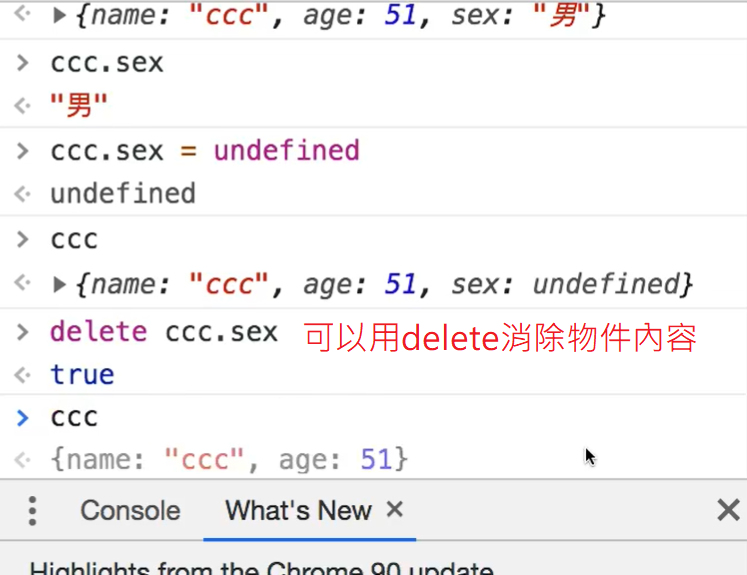 {name: "ccc", age: 51, sex: "男"}
ccc.sex
"男"
ccc.sex = undefined
undefined
ccc
{name: "ccc", age: 51, sex: undefined}
delete ccc.sex 可以用delete消除物件內容
true
ccc
{name: "ccc", age: 51}
Console What's New
Highlights from the Chrome 90 update